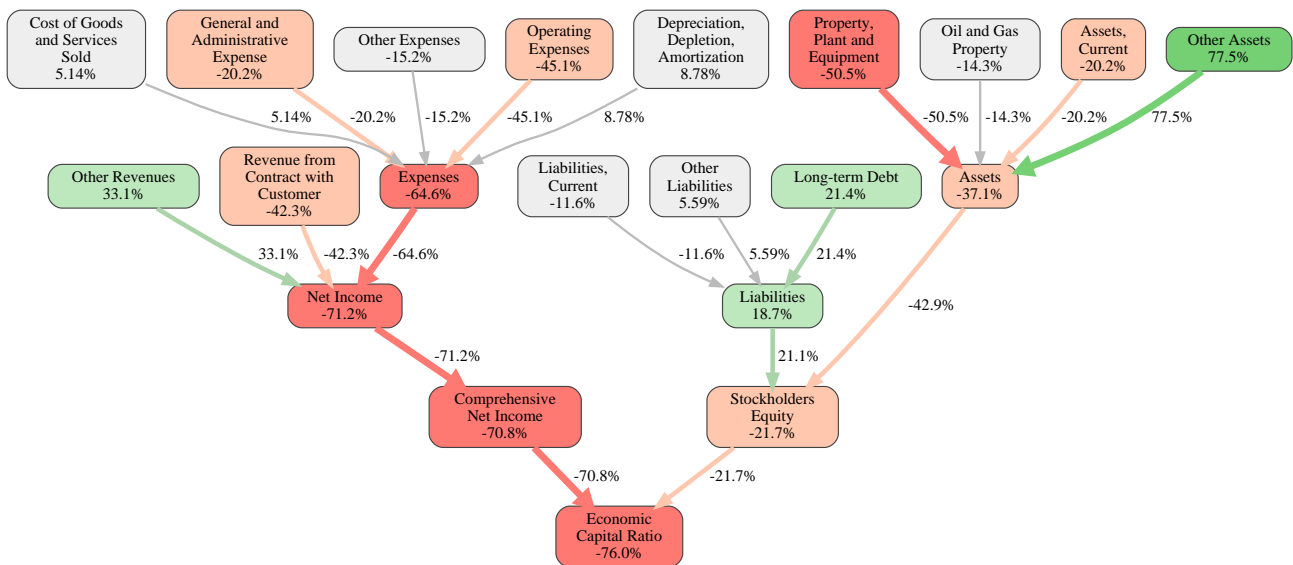 Cost of Goods
and Services
Sold
5.14%
General and
Administrative
Expense
-20.2%
Other Expenses
-15.2%
Operating
Expenses
-45.1%
Depreciation,
Depletion,
Amortization
8.78%
Property,
Plant and
Equipment
-50.5%
Oil and Gas
Property
-14.3%
Assets,
Current
-20.2%
Other Assets
77.5%
5.14%
-20.2%
-15.2%
-45.1%
8.78%
-50.5%
-14.3%
-20.2%
77.5%
Other Revenues
33.1%
Revenue from
Contract with
Customer
-42.3%
Expenses
-64.6%
Liabilities,
Current
-11.6%
Other
Liabilities
5.59%
Long-term Debt
21.4%
Assets
-37.1%
33.1%
-42.3%
-64.6%
-11.6%
5.59%
21.4%
-42.9%
Net Income
-71.2%
Liabilities
18.7%
-71.2%
21.1%
Comprehensive
Net Income
-70.8%
Stockholders
Equity
-21.7%
-70.8%
-21.7%
Economic
Capital Ratio
-76.0%